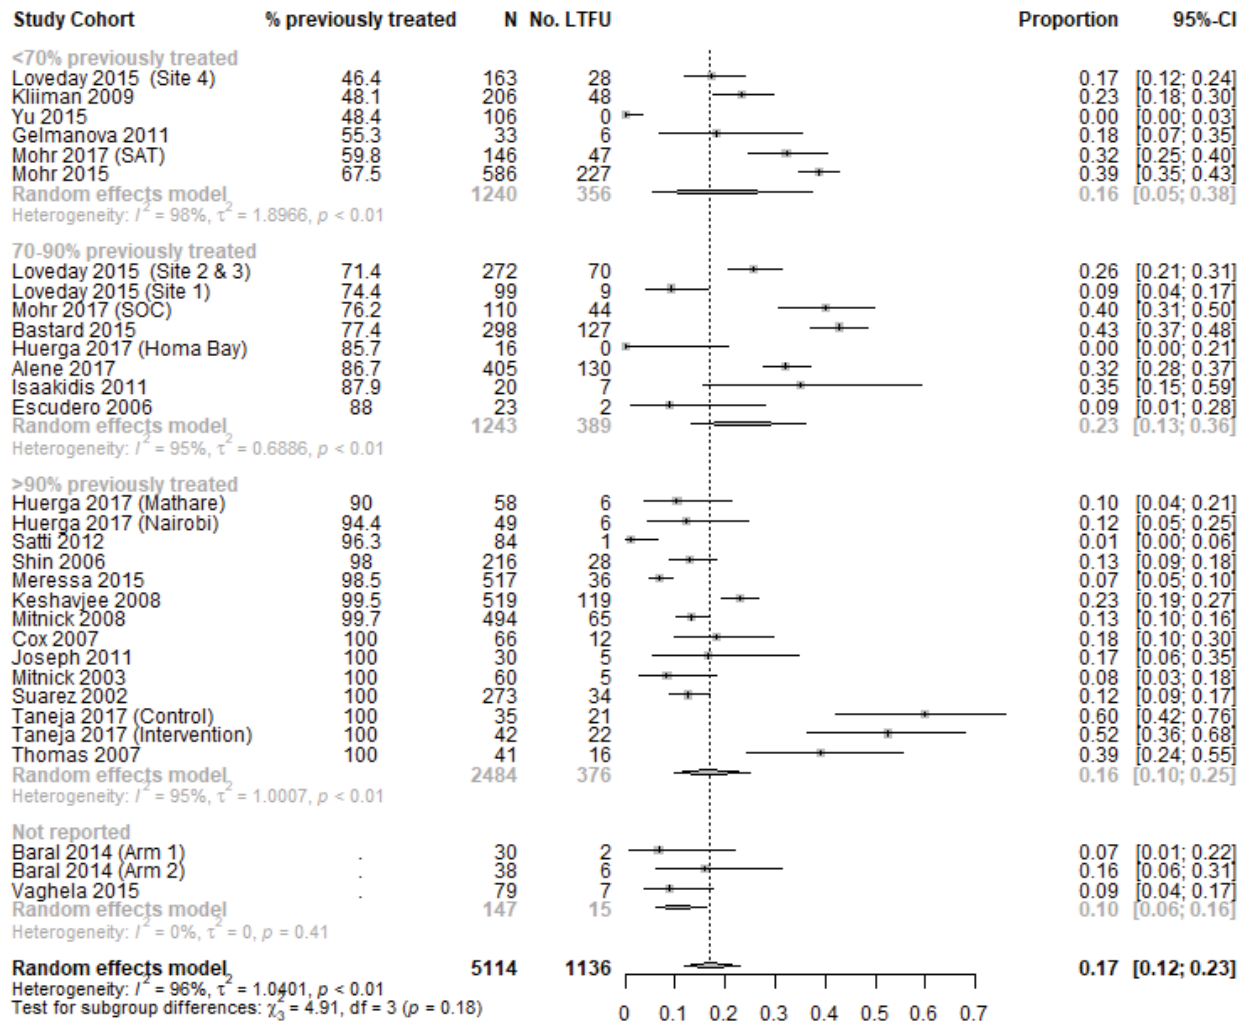 Study Cohort % previously treated N No. LTFU Proportion 95%-CI
<70% previously treated
Loveday 2015 (Site 4) 46.4 163 28 0.17 [0.12; 0.24]
Kliiman 2009 48.1 206 48 0.23 [0.18; 0.30]
Yu 2015 48.4 106 0 0.00 [0.00; 0.03]
Gelmanova 2011 55.3 33 6 0.18 [0.07; 0.35]
Mohr 2017 (SAT) 59.8 146 47 0.32 [0.25; 0.40]
Mohr 2015 67.5 586 227 0.39 [0.35; 0.43]
Random effects model 1240 356 0.16 [0.05; 0.38]
Heterogeneity: I² = 98%, τ² = 1.8966, p < 0.01
70-90% previously treated
Loveday 2015 (Site 2 & 3) 71.4 272 70 0.26 [0.21; 0.31]
Loveday 2015 (Site 1) 74.4 99 9 0.09 [0.04; 0.17]
Mohr 2017 (SOC) 76.2 110 44 0.40 [0.31; 0.50]
Bastard 2015 77.4 298 127 0.43 [0.37; 0.48]
Huerga 2017 (Homa Bay) 85.7 16 0 0.00 [0.00; 0.21]
Alene 2017 86.7 405 130 0.32 [0.28; 0.37]
Isaakidis 2011 87.9 20 7 0.35 [0.15; 0.59]
Escudero 2006 88 23 2 0.09 [0.01; 0.28]
Random effects model 1243 389 0.23 [0.13; 0.36]
Heterogeneity: I² = 95%, τ² = 0.6886, p < 0.01
>90% previously treated
Huerga 2017 (Mathare) 90 58 6 0.10 [0.04; 0.21]
Huerga 2017 (Nairobi) 94.4 49 6 0.12 [0.05; 0.25]
Satti 2012 96.3 84 1 0.01 [0.00; 0.06]
Shin 2006 98 216 28 0.13 [0.09; 0.18]
Meressa 2015 98.5 517 36 0.07 [0.05; 0.10]
Keshavjee 2008 99.5 519 119 0.23 [0.19; 0.27]
Mitnick 2008 99.7 494 65 0.13 [0.10; 0.16]
Cox 2007 100 66 12 0.18 [0.10; 0.30]
Joseph 2011 100 30 5 0.17 [0.06; 0.35]
Mitnick 2003 100 60 5 0.08 [0.03; 0.18]
Suarez 2002 100 273 34 0.12 [0.09; 0.17]
Taneja 2017 (Control) 100 35 21 0.60 [0.42; 0.76]
Taneja 2017 (Intervention) 100 42 22 0.52 [0.36; 0.68]
Thomas 2007 100 41 16 0.39 [0.24; 0.55]
Random effects model 2484 376 0.16 [0.10; 0.25]
Heterogeneity: I² = 95%, τ² = 1.0007, p < 0.01
Not reported
Baral 2014 (Arm 1) . 30 2 0.07 [0.01; 0.22]
Baral 2014 (Arm 2) . 38 6 0.16 [0.06; 0.31]
Vaghela 2015 . 79 7 0.09 [0.04; 0.17]
Random effects model 147 15 0.10 [0.06; 0.16]
Heterogeneity: I² = 0%, τ² = 0, p = 0.41
Random effects model 5114 1136 0.17 [0.12; 0.23]
Heterogeneity: I² = 96%, τ² = 1.0401, p < 0.01
Test for subgroup differences: χ²₃ = 4.91, df = 3 (p = 0.18)
0 0.1 0.2 0.3 0.4 0.5 0.6 0.7